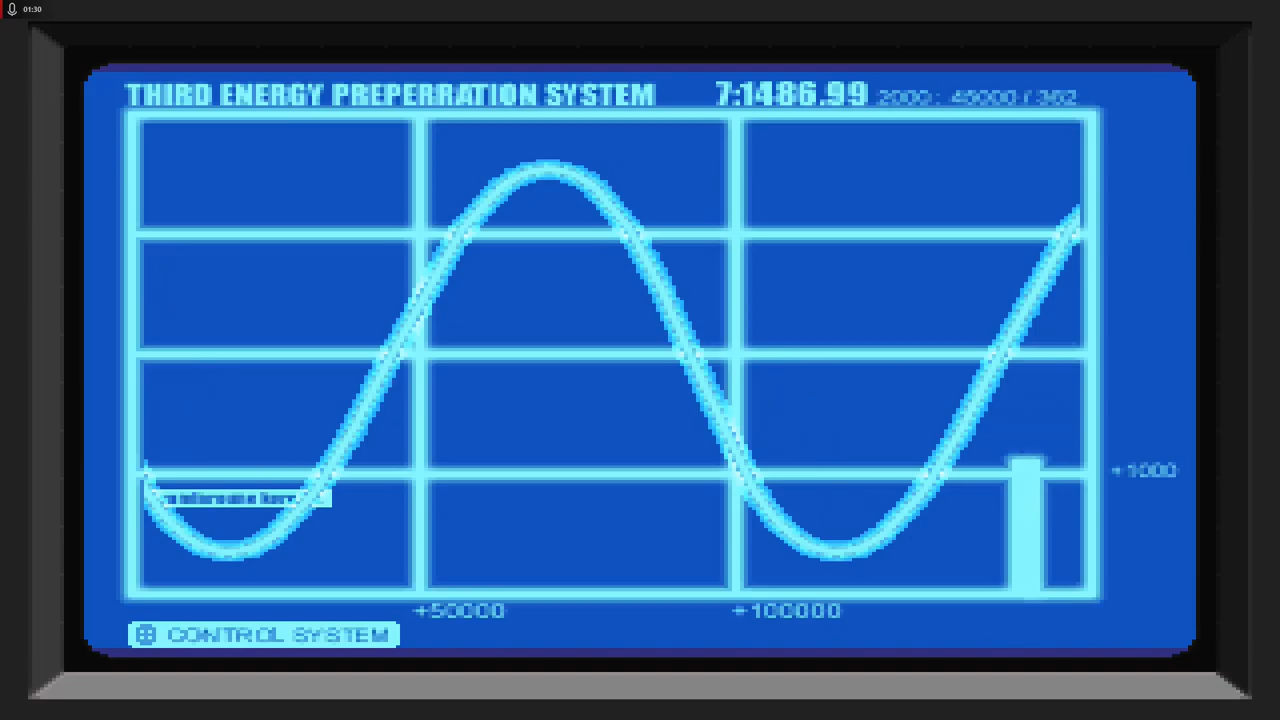 01:30
THIRD ENERGY PREPERRATION SYSTEM 7:1486.99 2000 : 45000 / 362
+1000
+50000 +100000
CONTROL SYSTEM